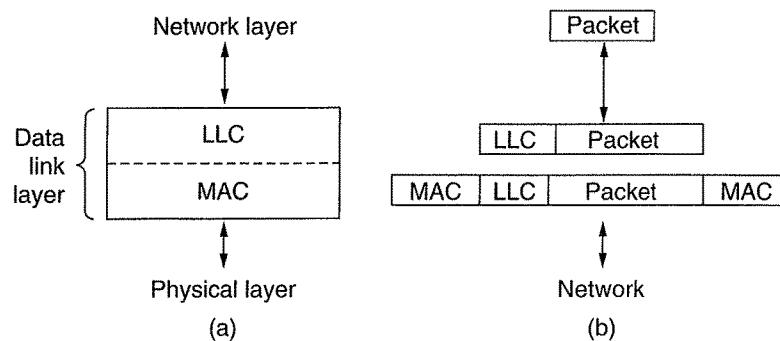 Network layer
Data
link
layer
LLC
MAC
Physical layer
(a)
Packet
LLC Packet
MAC LLC Packet MAC
Network
(b)